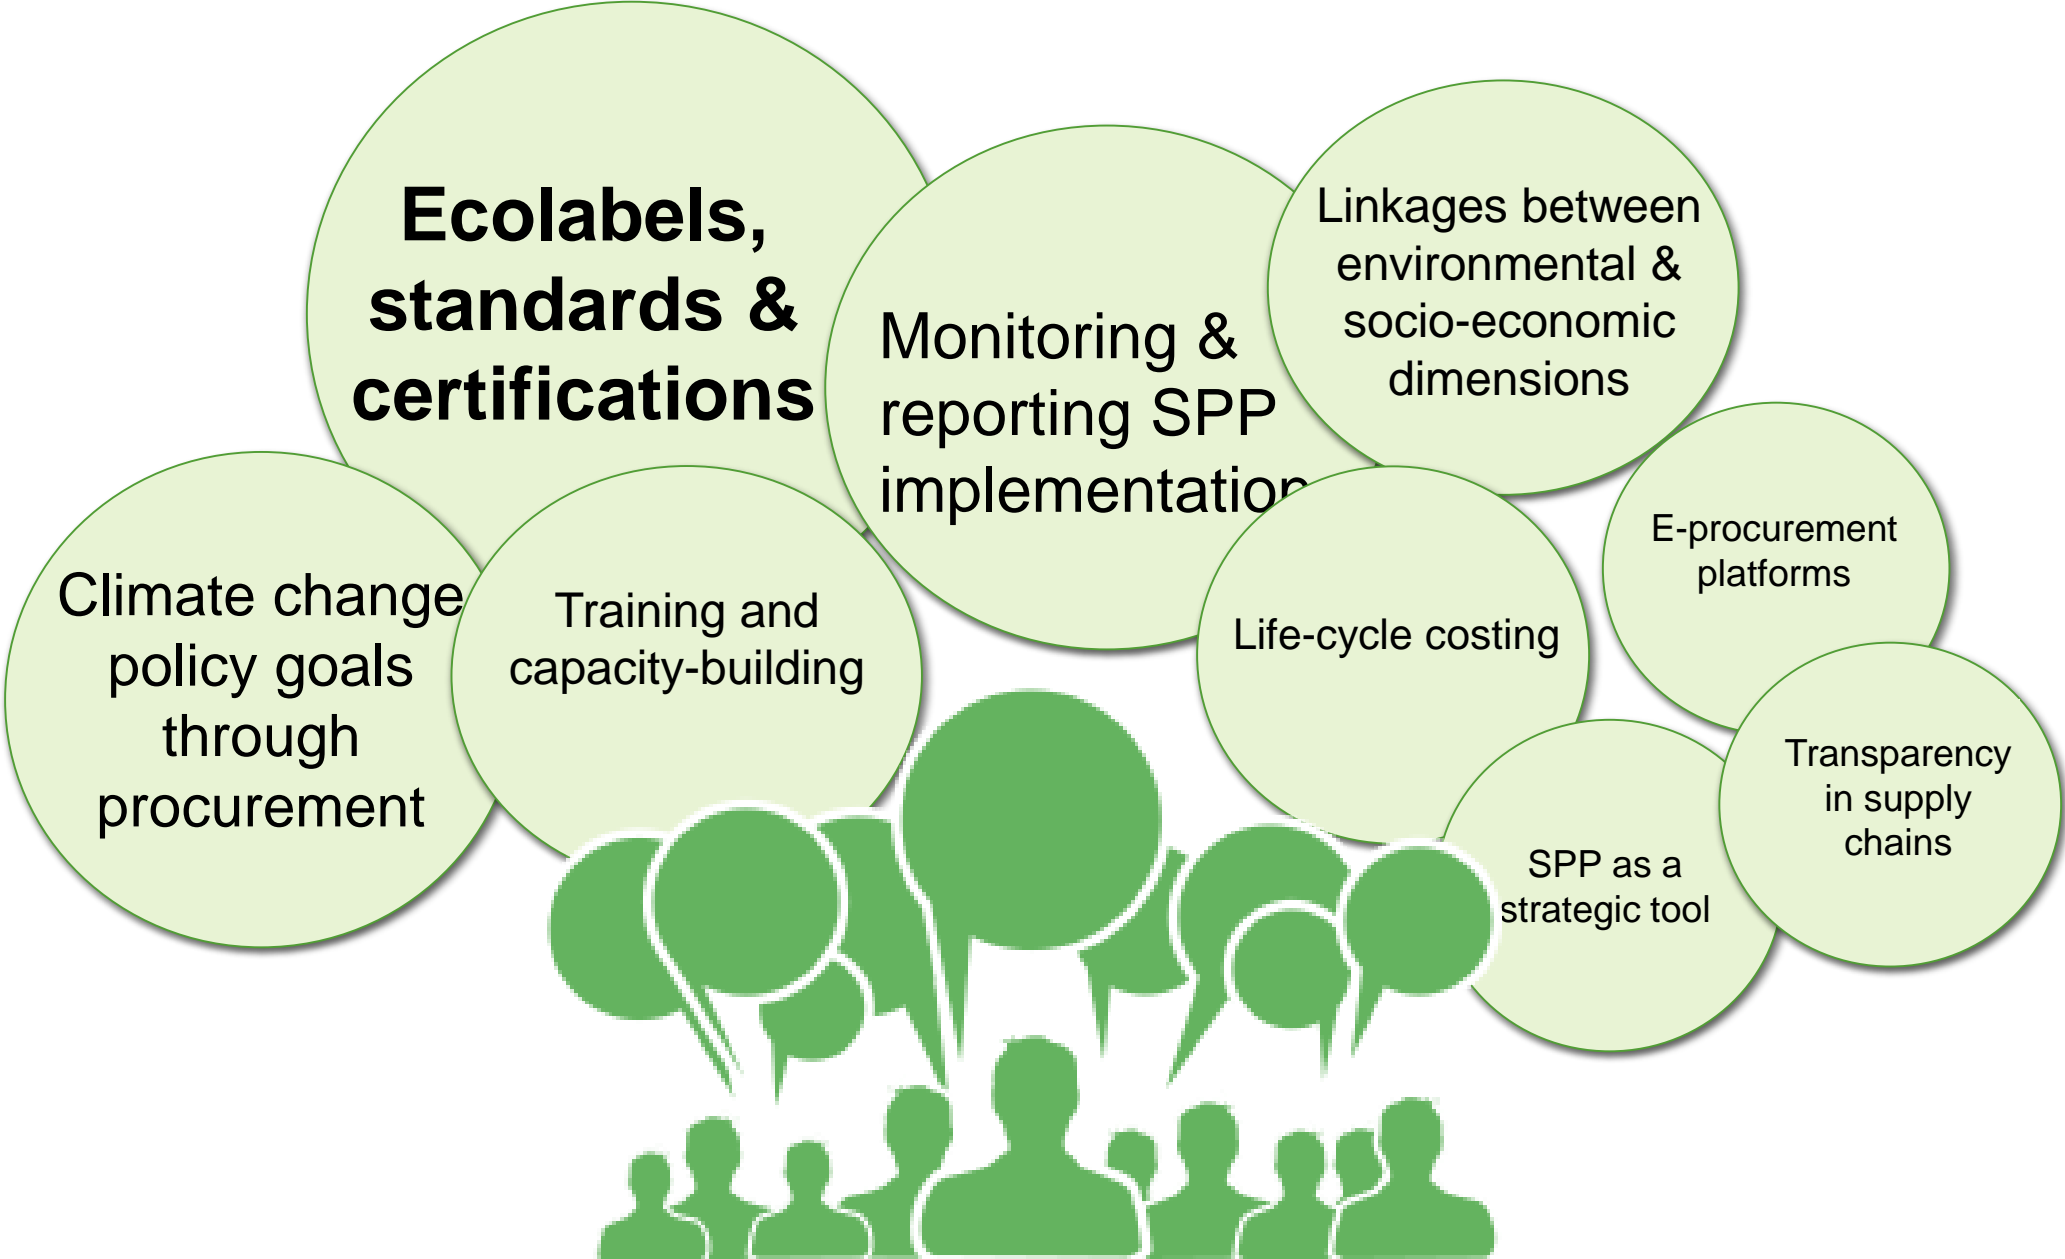 Ecolabels,
standards &
certifications
Monitoring &
reporting SPP
implementation
Linkages between
environmental &
socio-economic
dimensions
Climate change
policy goals
through
procurement
Training and
capacity-building
Life-cycle costing
E-procurement
platforms
SPP as a
strategic tool
Transparency
in supply
chains